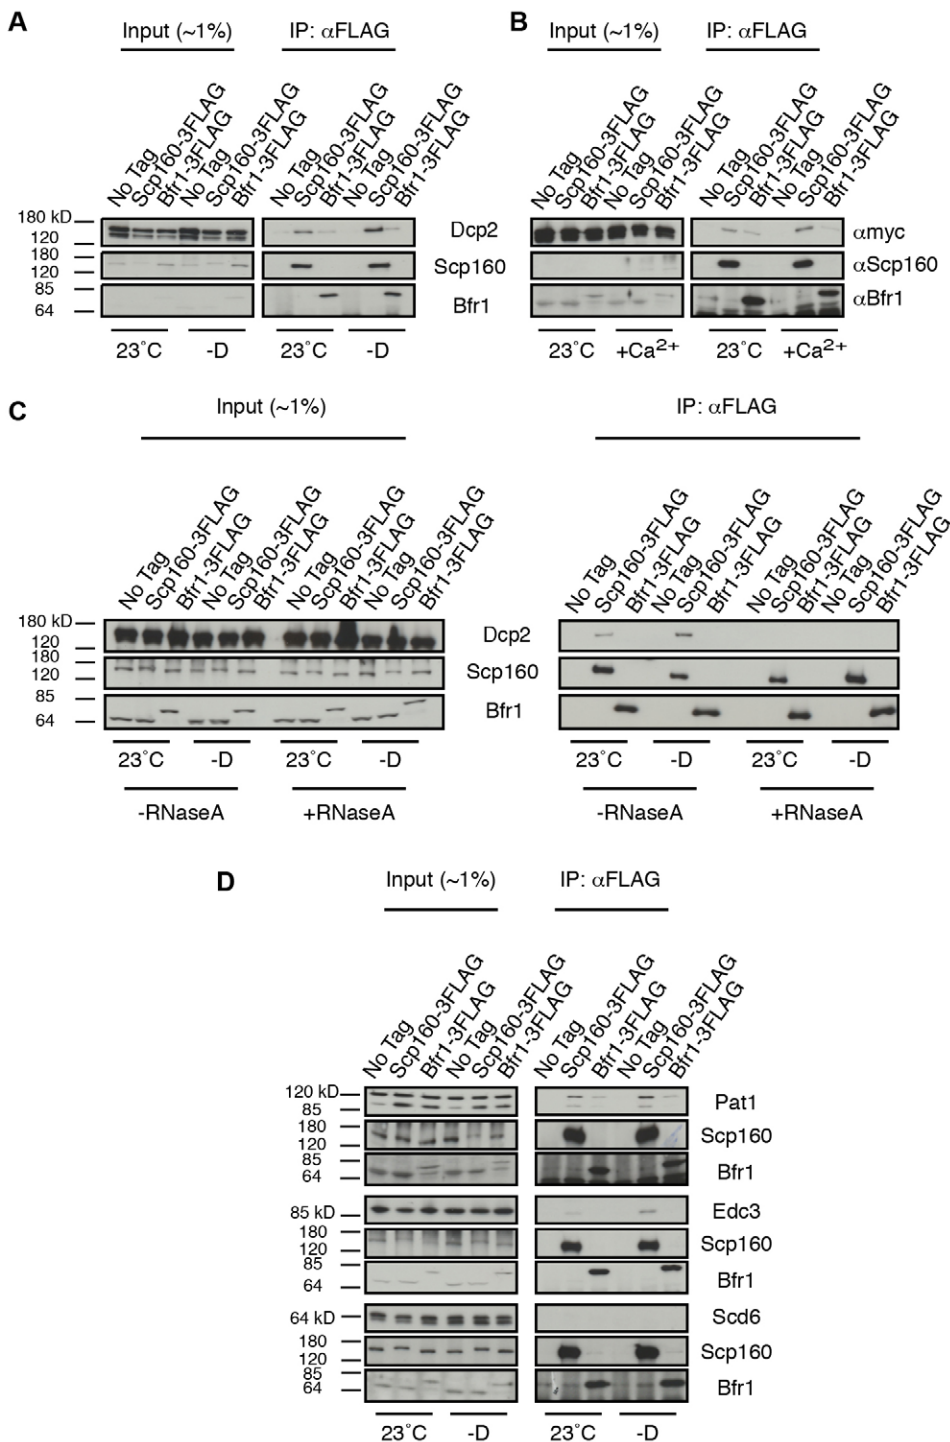 A
Input (~1%)
IP: αFLAG
No Tag
Scp160-3FLAG
Bfr1-3FLAG
No Tag
Scp160-3FLAG
Bfr1-3FLAG
No Tag
Scp160-3FLAG
Bfr1-3FLAG
No Tag
Scp160-3FLAG
Bfr1-3FLAG
180 kD
120
Dcp2
180
120
Scp160
85
64
Bfr1
23°C
-D
23°C
-D
B
Input (~1%)
IP: αFLAG
No Tag
Scp160-3FLAG
Bfr1-3FLAG
No Tag
Scp160-3FLAG
Bfr1-3FLAG
No Tag
Scp160-3FLAG
Bfr1-3FLAG
No Tag
Scp160-3FLAG
Bfr1-3FLAG
αmyc
αScp160
αBfr1
23°C
+Ca2+
23°C
+Ca2+
C
Input (~1%)
IP: αFLAG
No Tag
Scp160-3FLAG
Bfr1-3FLAG
No Tag
Scp160-3FLAG
Bfr1-3FLAG
No Tag
Scp160-3FLAG
Bfr1-3FLAG
No Tag
Scp160-3FLAG
Bfr1-3FLAG
No Tag
Scp160-3FLAG
Bfr1-3FLAG
No Tag
Scp160-3FLAG
Bfr1-3FLAG
No Tag
Scp160-3FLAG
Bfr1-3FLAG
No Tag
Scp160-3FLAG
Bfr1-3FLAG
180 kD
120
Dcp2
180
120
Scp160
85
64
Bfr1
23°C
-D
23°C
-D
23°C
-D
23°C
-D
-RNaseA
+RNaseA
-RNaseA
+RNaseA
D
Input (~1%)
IP: αFLAG
No Tag
Scp160-3FLAG
Bfr1-3FLAG
No Tag
Scp160-3FLAG
Bfr1-3FLAG
No Tag
Scp160-3FLAG
Bfr1-3FLAG
No Tag
Scp160-3FLAG
Bfr1-3FLAG
120 kD
85
Pat1
180
120
Scp160
85
64
Bfr1
85 kD
Edc3
180
120
Scp160
85
64
Bfr1
64 kD
Scd6
180
120
Scp160
85
64
Bfr1
23°C
-D
23°C
-D